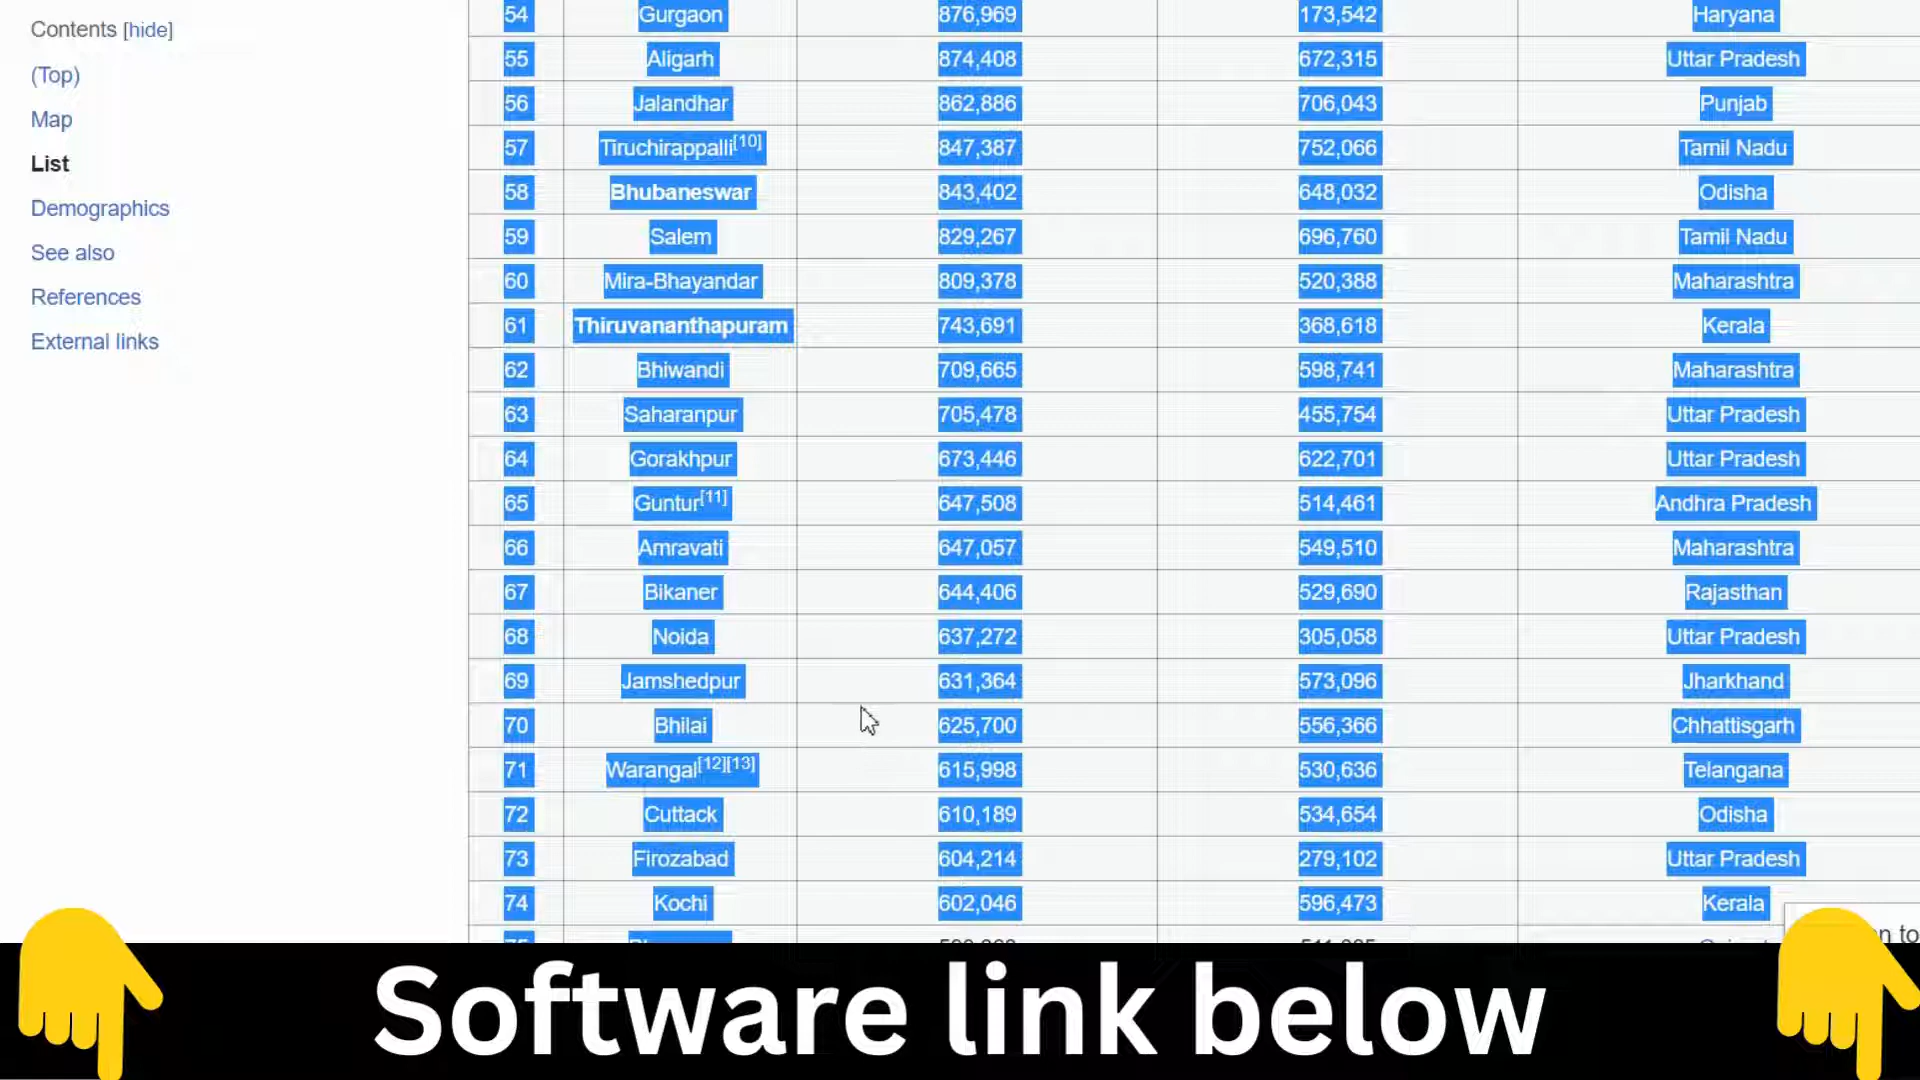 Contents [hide]
(Top)
Map
List
Demographics
See also
References
External links
54 Gurgaon 876,969 173,542 Haryana
55 Aligarh 874,408 672,315 Uttar Pradesh
56 Jalandhar 862,886 706,043 Punjab
57 Tiruchirappalli[10] 847,387 752,066 Tamil Nadu
58 Bhubaneswar 843,402 648,032 Odisha
59 Salem 829,267 696,760 Tamil Nadu
60 Mira-Bhayandar 809,378 520,388 Maharashtra
61 Thiruvananthapuram 743,691 368,618 Kerala
62 Bhiwandi 709,665 598,741 Maharashtra
63 Saharanpur 705,478 455,754 Uttar Pradesh
64 Gorakhpur 673,446 622,701 Uttar Pradesh
65 Guntur[11] 647,508 514,461 Andhra Pradesh
66 Amravati 647,057 549,510 Maharashtra
67 Bikaner 644,406 529,690 Rajasthan
68 Noida 637,272 305,058 Uttar Pradesh
69 Jamshedpur 631,364 573,096 Jharkhand
70 Bhilai 625,700 556,366 Chhattisgarh
71 Warangal[12][13] 615,998 530,636 Telangana
72 Cuttack 610,189 534,654 Odisha
73 Firozabad 604,214 279,102 Uttar Pradesh
74 Kochi 602,046 596,473 Kerala
to
Software link below